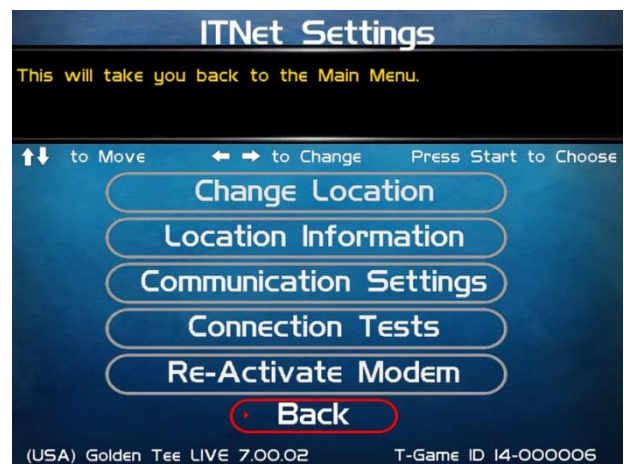 ITNet Settings
This will take you back to the Main Menu.
to Move to Change Press Start to Choose
Change Location
Location Information
Communication Settings
Connection Tests
Re-Activate Modem
Back
(USA) Golden Tee LIVE 7.00.02 T-Game ID 14-000006